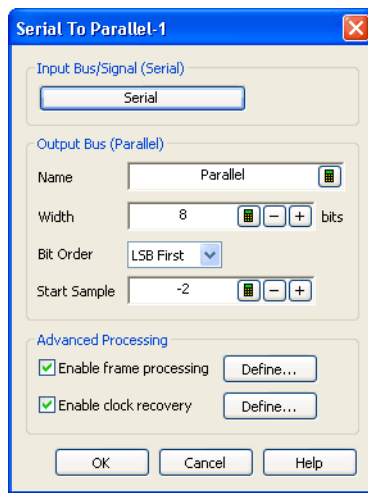 Serial To Parallel-1
Input Bus/Signal (Serial)
Serial
Output Bus (Parallel)
Name Parallel
Width 8 bits
Bit Order LSB First
Start Sample -2
Advanced Processing
Enable frame processing Define...
Enable clock recovery Define...
OK Cancel Help